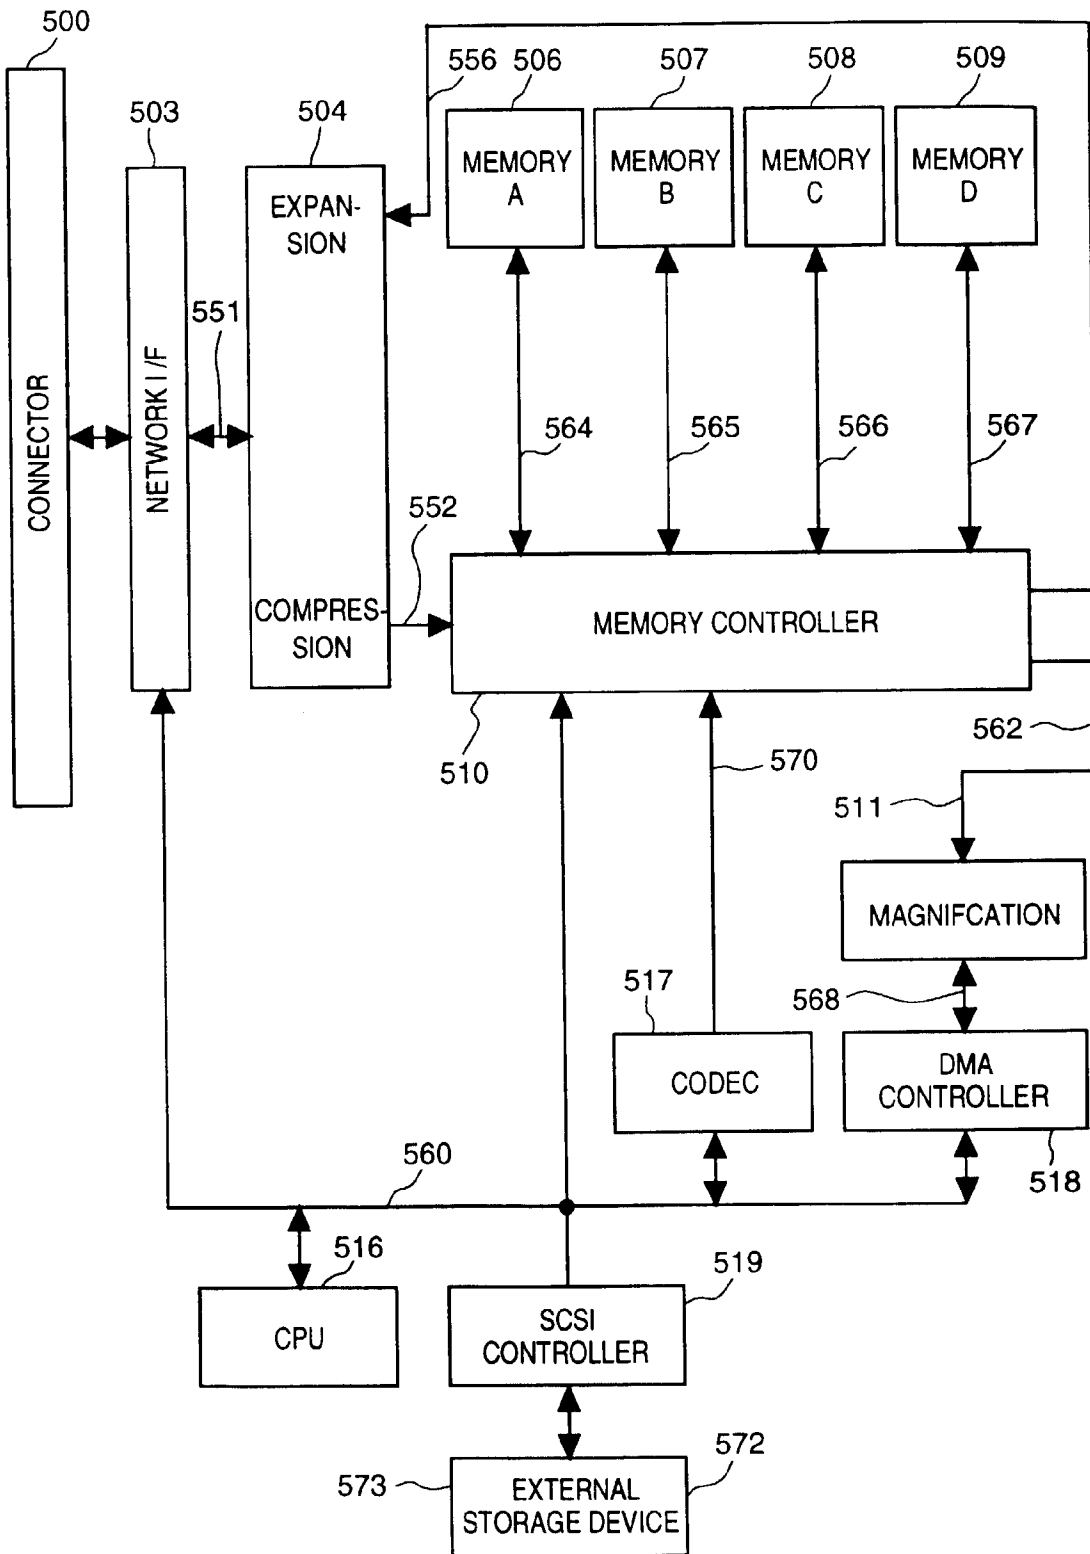 500
503
504
556
506
507
508
509
CONNECTOR
NETWORK I/F
551
EXPAN-
SION
COMPRES-
SION
552
MEMORY
A
MEMORY
B
MEMORY
C
MEMORY
D
564
565
566
567
MEMORY CONTROLLER
510
570
562
511
MAGNIFCATION
568
517
CODEC
DMA
CONTROLLER
518
560
516
CPU
519
SCSI
CONTROLLER
573
572
EXTERNAL
STORAGE DEVICE